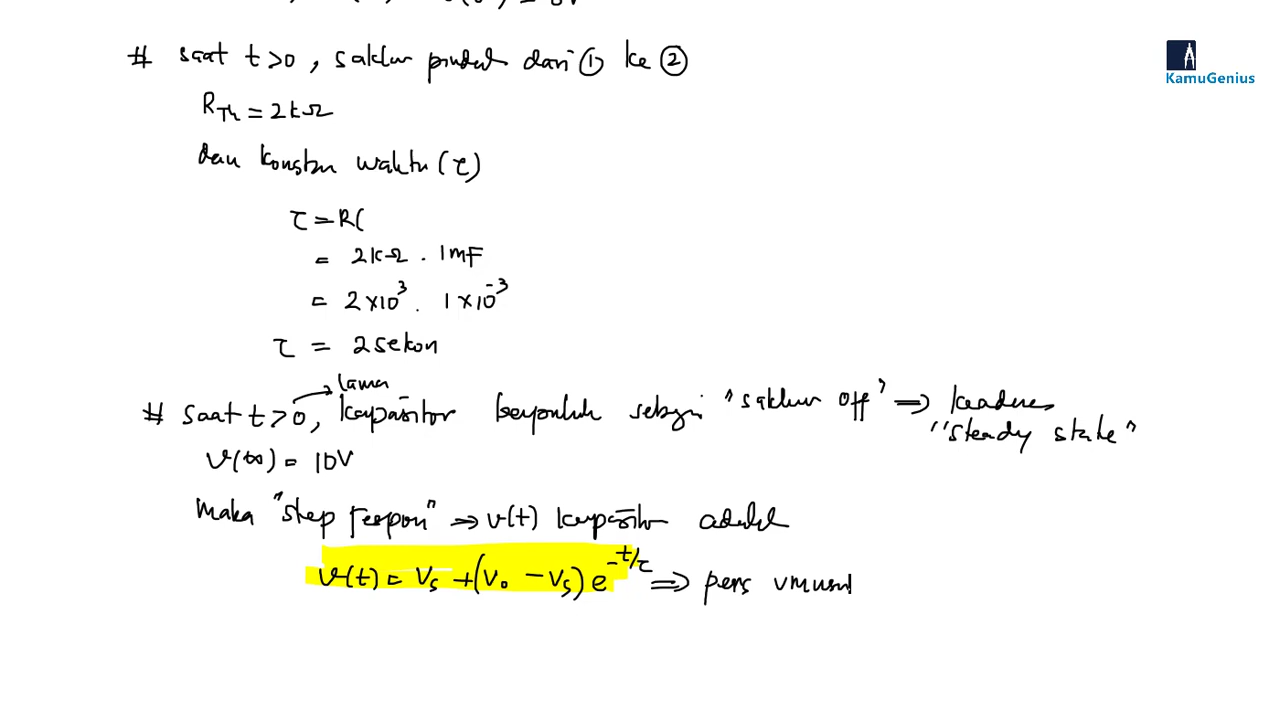 # saat t>0, saklar pindah dari ① ke ②
KamuGenius
R_Th = 2kΩ
dan konstan waktu (τ)
τ = RC
= 2kΩ . 1mF
= 2×10³ . 1×10⁻³
τ = 2 sekon
lama
# saat t>0, kapasitor berperilaku sebagai "saklar off" ⇒ keadaan
"steady state"
v(∞) = 10V
Maka "step respon" ⇒ v(t) kapasitor adalah
v(t) = Vs + (V₀ − Vs) e^−t/τ ⇒ pers umum